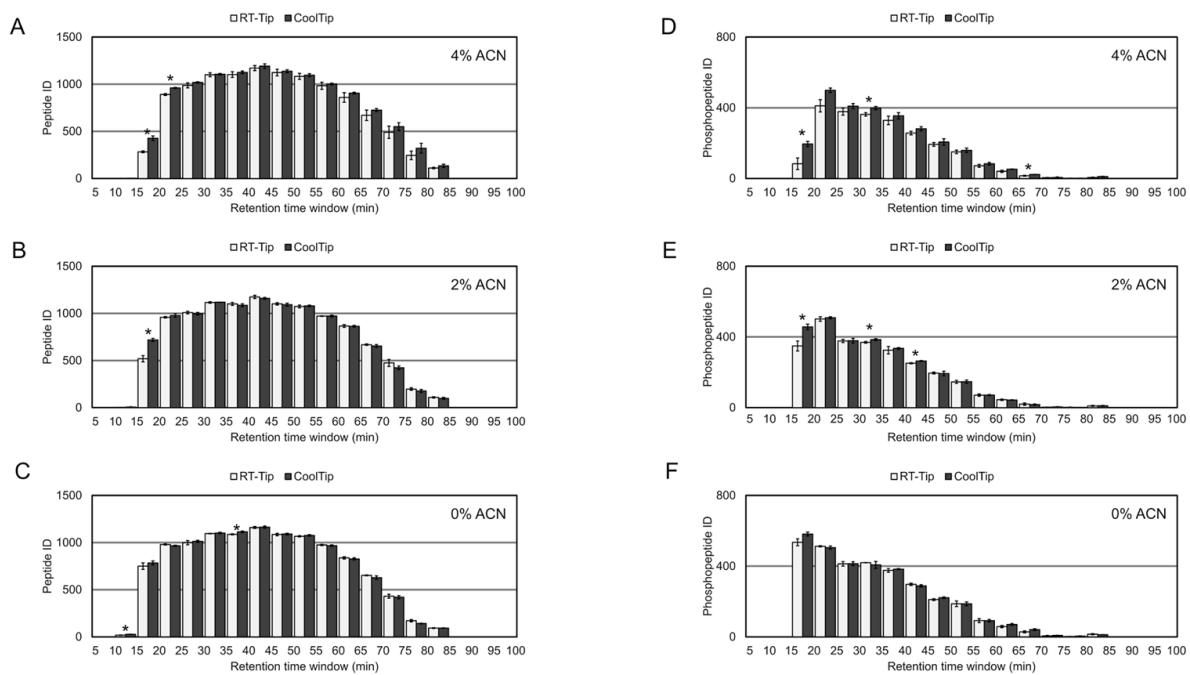 A
RT-Tip CoolTip
4% ACN
Peptide ID
1500
1000
500
0
* *
5 10 15 20 25 30 35 40 45 50 55 60 65 70 75 80 85 90 95 100
Retention time window (min)
D
RT-Tip CoolTip
4% ACN
Phosphopeptide ID
800
400
0
* * *
5 10 15 20 25 30 35 40 45 50 55 60 65 70 75 80 85 90 95 100
Retention time window (min)
B
RT-Tip CoolTip
2% ACN
Peptide ID
1500
1000
500
0
*
5 10 15 20 25 30 35 40 45 50 55 60 65 70 75 80 85 90 95 100
Retention time window (min)
E
RT-Tip CoolTip
2% ACN
Phosphopeptide ID
800
400
0
* * *
5 10 15 20 25 30 35 40 45 50 55 60 65 70 75 80 85 90 95 100
Retention time window (min)
C
RT-Tip CoolTip
0% ACN
Peptide ID
1500
1000
500
0
* *
5 10 15 20 25 30 35 40 45 50 55 60 65 70 75 80 85 90 95 100
Retention time window (min)
F
RT-Tip CoolTip
0% ACN
Phosphopeptide ID
800
400
0
5 10 15 20 25 30 35 40 45 50 55 60 65 70 75 80 85 90 95 100
Retention time window (min)